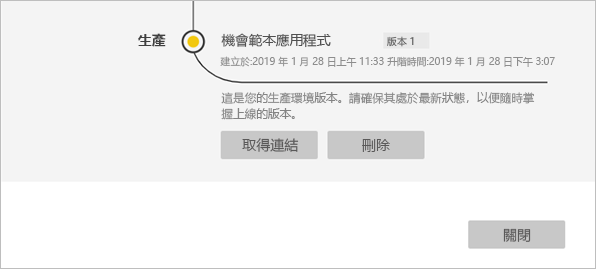 生產 機會範本應用程式 版本 1
建立於:2019 年 1 月 28 日上午 11:33 升階時間:2019 年 1 月 28 日下午 3:07
這是您的生產環境版本。請確保其處於最新狀態，以便隨時掌
握上線的版本。
取得連結 刪除
關閉